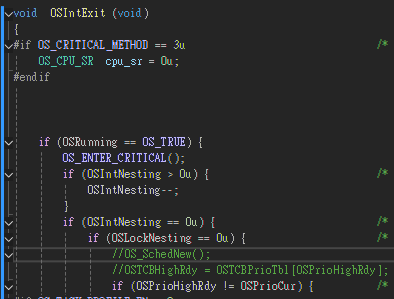 void OSIntExit (void)
{
#if OS_CRITICAL_METHOD == 3u /*
OS_CPU_SR cpu_sr = 0u;
#endif
if (OSRunning == OS_TRUE) {
OS_ENTER_CRITICAL();
if (OSIntNesting > 0u) { /*
OSIntNesting--;
}
if (OSIntNesting == 0u) { /*
if (OSLockNesting == 0u) { /*
//OS_SchedNew();
//OSTCBHighRdy = OSTCBPrioTbl[OSPrioHighRdy];
if (OSPrioHighRdy != OSPrioCur) { /*